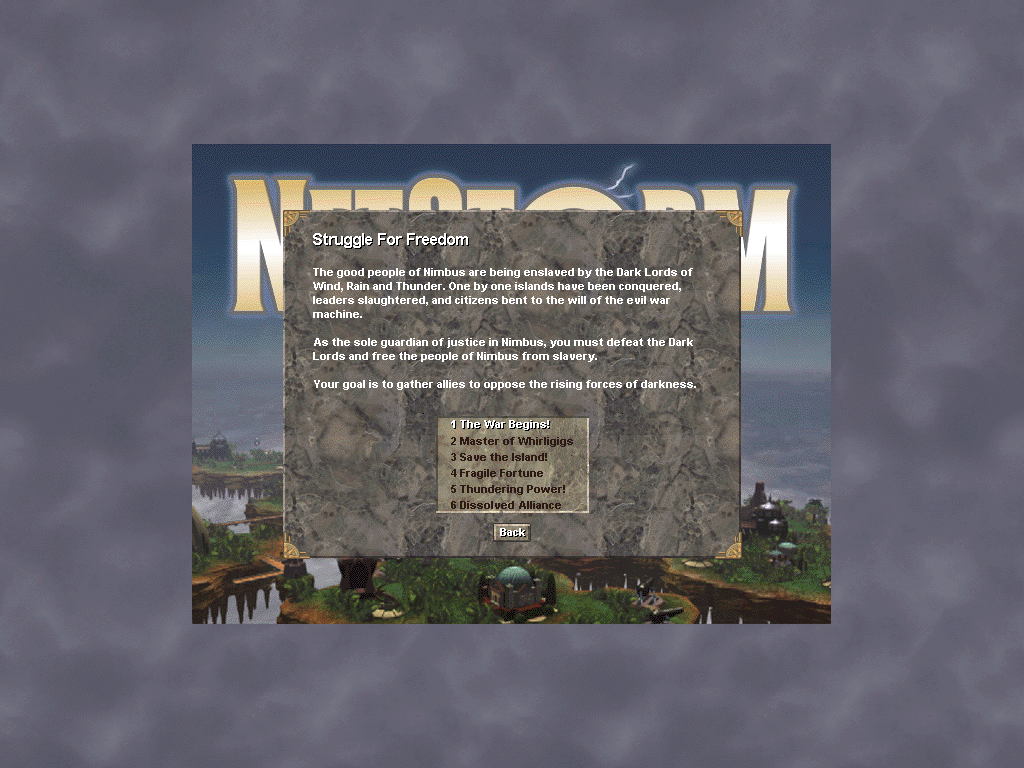 Struggle For Freedom
The good people of Nimbus are being enslaved by the Dark Lords of
Wind, Rain and Thunder. One by one islands have been conquered,
leaders slaughtered, and citizens bent to the will of the evil war
machine.
As the sole guardian of justice in Nimbus, you must defeat the Dark
Lords and free the people of Nimbus from slavery.
Your goal is to gather allies to oppose the rising forces of darkness.
1 The War Begins!
2 Master of Whirligigs
3 Save the Island!
4 Fragile Fortune
5 Thundering Power!
6 Dissolved Alliance
Back